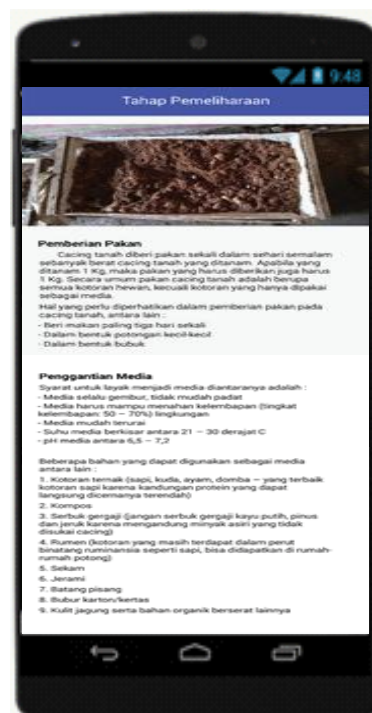 9:48
Tahap Pemeliharaan
Pemberian Pakan
Cacing tanah diberi pakan sekali dalam sehari semalam
sebanyak berat cacing tanah yang ditanam. Apabila yang
ditanam 1 Kg, maka pakan yang harus diberikan juga harus
1 Kg. Secara umum pakan cacing tanah adalah berupa
semua kotoran hewan, kecuali kotoran yang hanya dipakai
sebagai media.
Hal yang perlu diperhatikan dalam pemberian pakan pada
cacing tanah, antara lain :
- Beri makan paling tiga hari sekali
- Dalam bentuk potongan kecil-kecil
- Dalam bentuk bubuk
Penggantian Media
Syarat untuk layak menjadi media diantaranya adalah :
- Media selalu gembur, tidak mudah padat
- Media harus mampu menahan kelembapan (tingkat
kelembapan: 50 – 70%) lingkungan
- Media mudah terurai
- Suhu media berkisar antara 21 – 30 derajat C
- pH media antara 6,5 – 7,2
Beberapa bahan yang dapat digunakan sebagai media
antara lain :
1. Kotoran ternak (sapi, kuda, ayam, domba – yang terbaik
kotoran sapi karena kandungan protein yang dapat
langsung dicernanya terendah)
2. Kompos
3. Serbuk gergaji (jangan serbuk gergaji kayu putih, pinus
dan jeruk karena mengandung minyak asiri yang tidak
disukai cacing)
4. Rumen (kotoran yang masih terdapat dalam perut
binatang ruminansia seperti sapi, bisa didapatkan di rumah-
rumah potong)
5. Sekam
6. Jerami
7. Batang pisang
8. Bubur karton/kertas
9. Kulit jagung serta bahan organik berserat lainnya